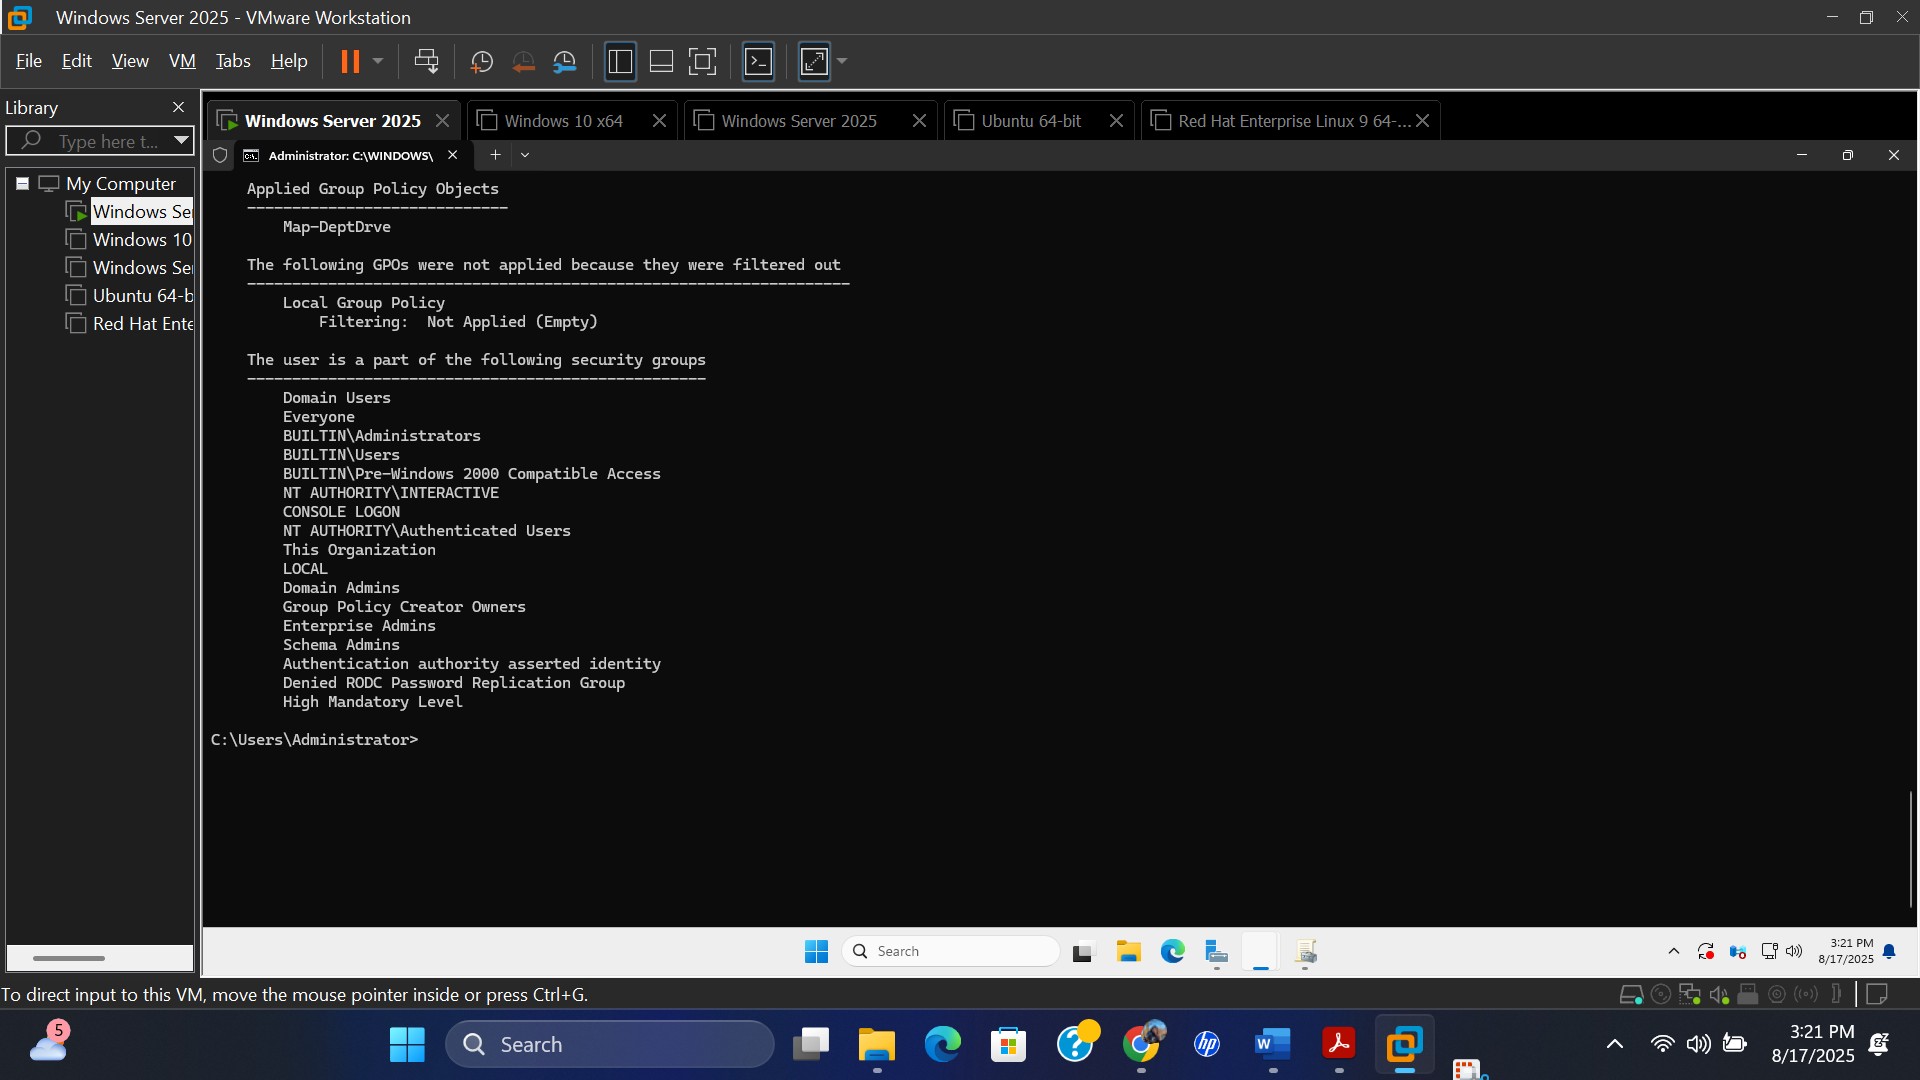 Windows Server 2025 - VMware Workstation
File Edit View VM Tabs Help
Library
Type here t...
My Computer
Windows Ser
Windows 10
Windows Ser
Ubuntu 64-b
Red Hat Ente
Windows Server 2025
Windows 10 x64
Windows Server 2025
Ubuntu 64-bit
Red Hat Enterprise Linux 9 64-...
Administrator: C:\WINDOWS\
Applied Group Policy Objects
-----------------------------
Map-DeptDrve
The following GPOs were not applied because they were filtered out
-------------------------------------------------------------------
Local Group Policy
Filtering:  Not Applied (Empty)
The user is a part of the following security groups
---------------------------------------------------
Domain Users
Everyone
BUILTIN\Administrators
BUILTIN\Users
BUILTIN\Pre-Windows 2000 Compatible Access
NT AUTHORITY\INTERACTIVE
CONSOLE LOGON
NT AUTHORITY\Authenticated Users
This Organization
LOCAL
Domain Admins
Group Policy Creator Owners
Enterprise Admins
Schema Admins
Authentication authority asserted identity
Denied RODC Password Replication Group
High Mandatory Level
C:\Users\Administrator>
Search
3:21 PM
8/17/2025
To direct input to this VM, move the mouse pointer inside or press Ctrl+G.
5
Search
hp
W
3:21 PM
8/17/2025